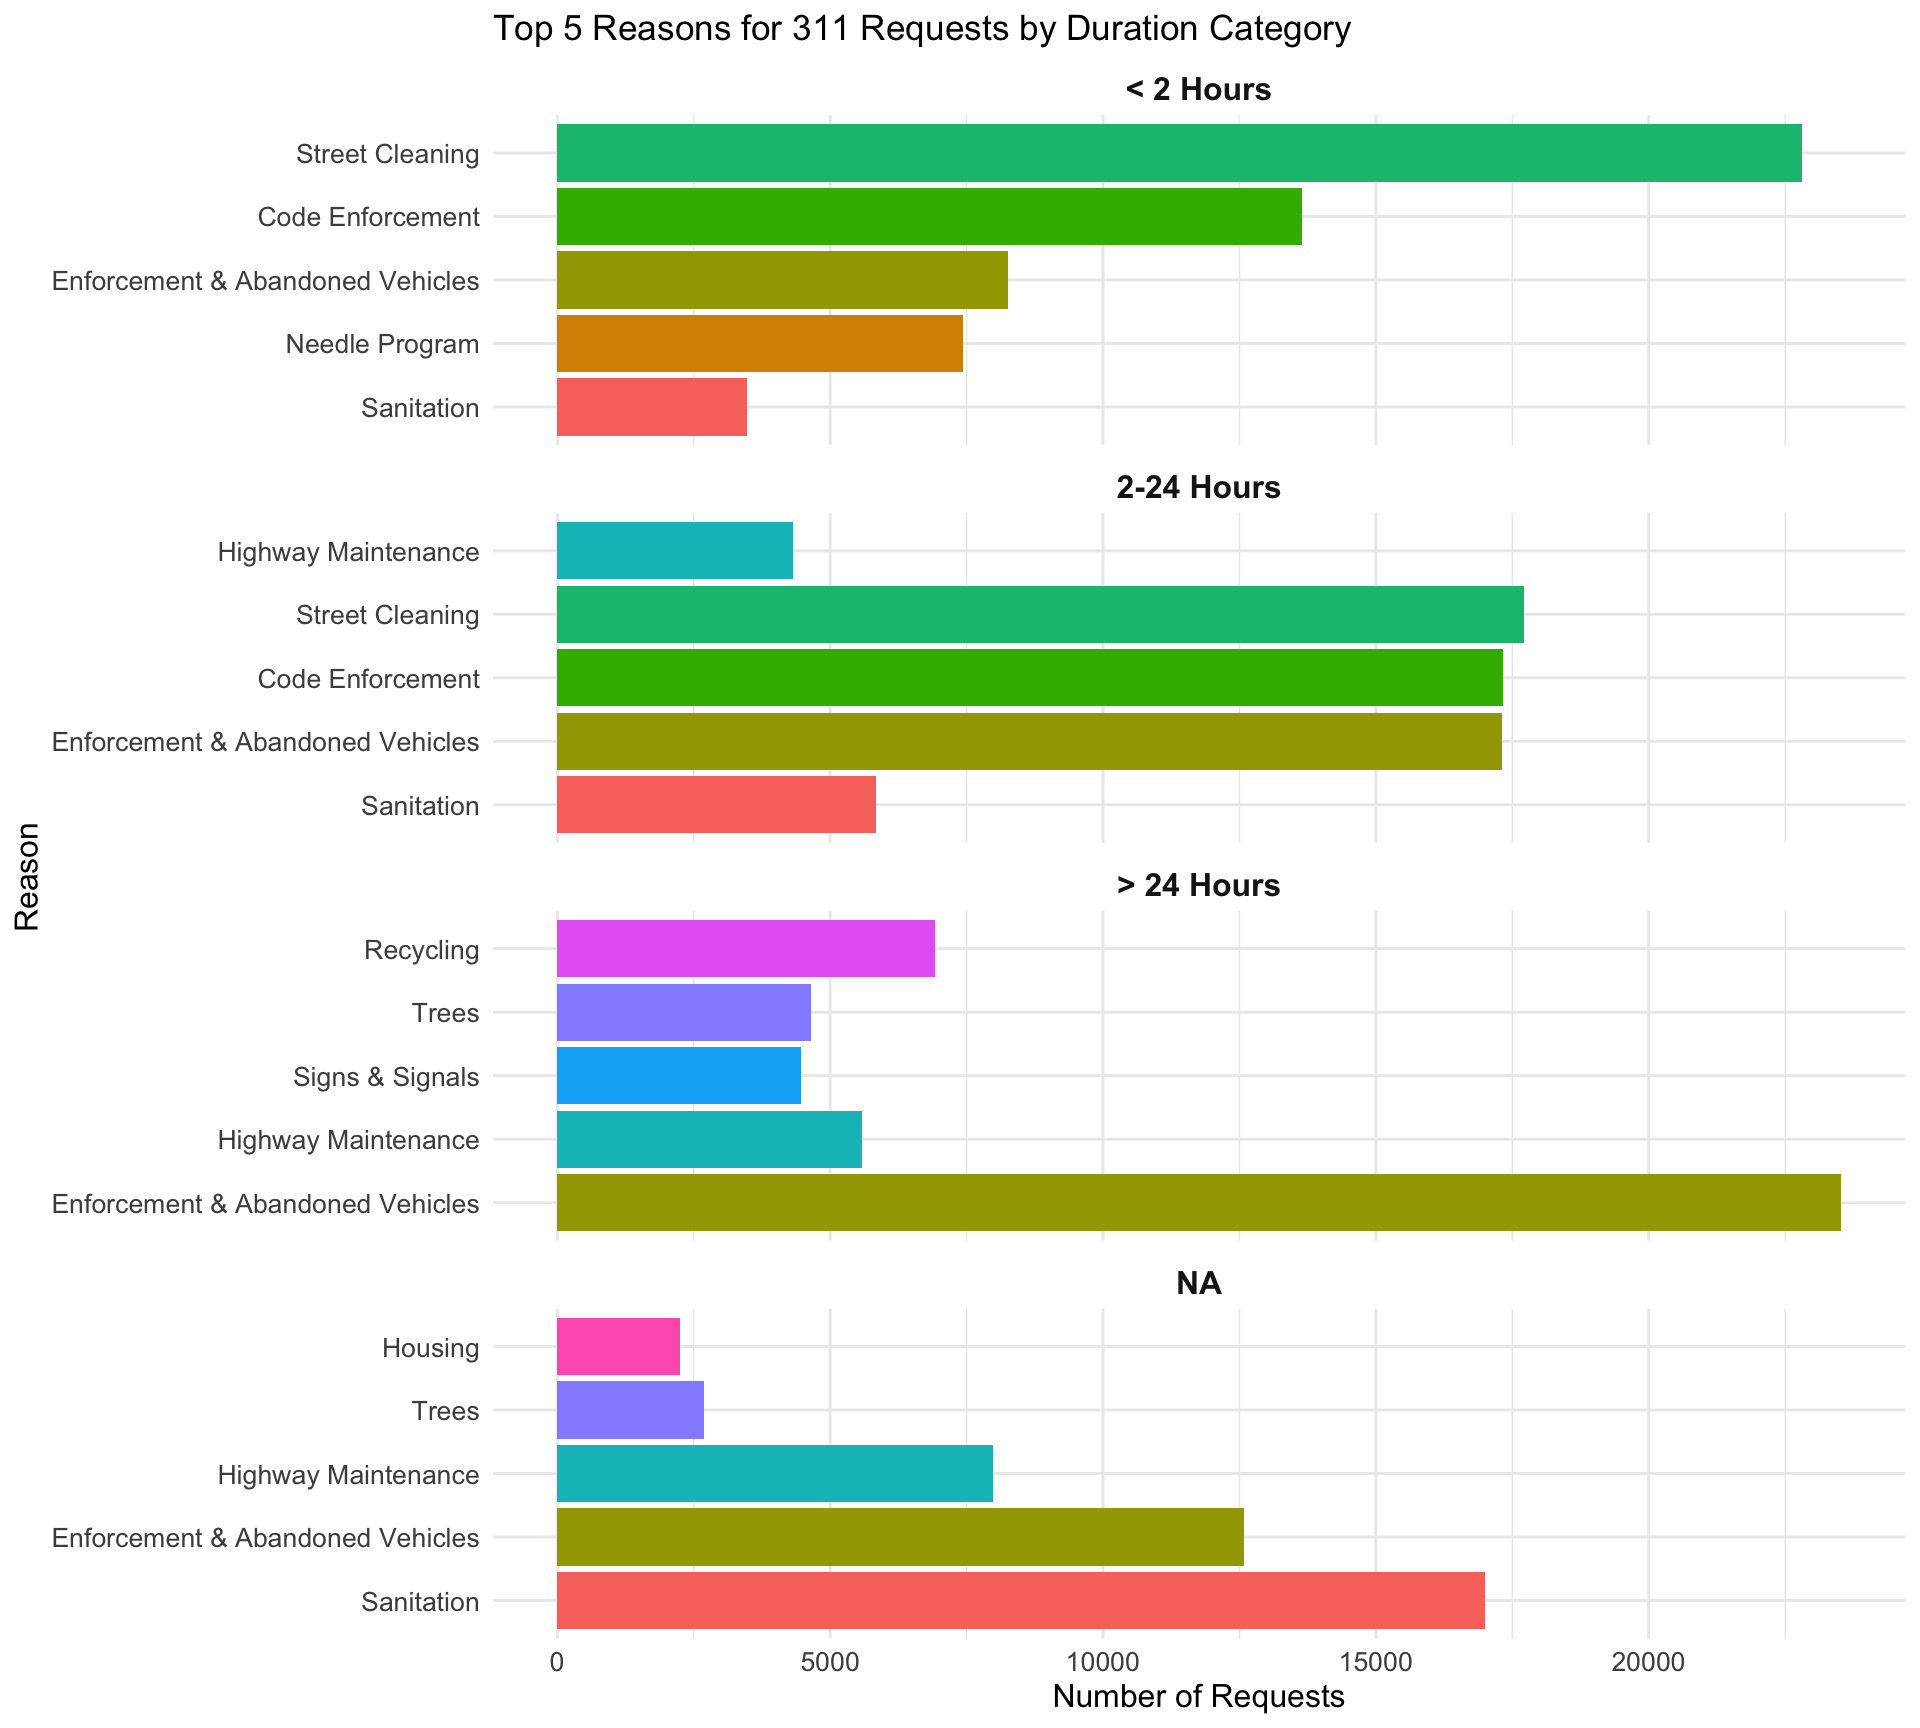 Top 5 Reasons for 311 Requests by Duration Category
< 2 Hours
Street Cleaning
Code Enforcement
Enforcement & Abandoned Vehicles
Needle Program
Sanitation
2-24 Hours
Highway Maintenance
Street Cleaning
Code Enforcement
Enforcement & Abandoned Vehicles
Sanitation
Reason
> 24 Hours
Recycling
Trees
Signs & Signals
Highway Maintenance
Enforcement & Abandoned Vehicles
NA
Housing
Trees
Highway Maintenance
Enforcement & Abandoned Vehicles
Sanitation
0 5000 10000 15000 20000
Number of Requests